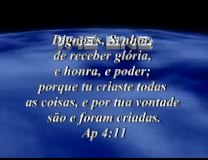 Digno és, Senhor,
de receber glória,
e honra, e poder;
porque tu criaste todas
as coisas, e por tua vontade
são e foram criadas.
Ap 4:11